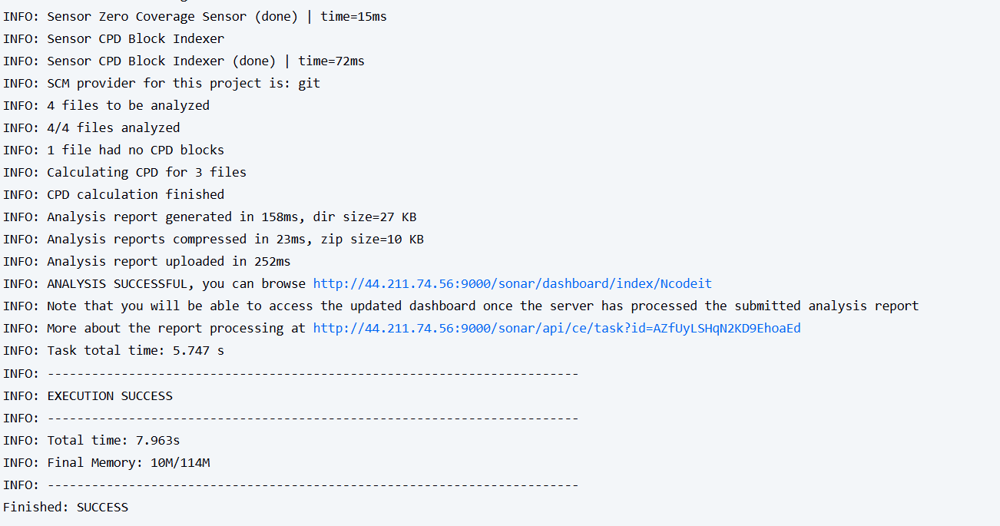 INFO: Sensor Zero Coverage Sensor (done) | time=15ms
INFO: Sensor CPD Block Indexer
INFO: Sensor CPD Block Indexer (done) | time=72ms
INFO: SCM provider for this project is: git
INFO: 4 files to be analyzed
INFO: 4/4 files analyzed
INFO: 1 file had no CPD blocks
INFO: Calculating CPD for 3 files
INFO: CPD calculation finished
INFO: Analysis report generated in 158ms, dir size=27 KB
INFO: Analysis reports compressed in 23ms, zip size=10 KB
INFO: Analysis report uploaded in 252ms
INFO: ANALYSIS SUCCESSFUL, you can browse http://44.211.74.56:9000/sonar/dashboard/index/Ncodeit
INFO: Note that you will be able to access the updated dashboard once the server has processed the submitted analysis report
INFO: More about the report processing at http://44.211.74.56:9000/sonar/api/ce/task?id=AZfUyLSHqN2KD9EhoaEd
INFO: Task total time: 5.747 s
INFO: ------------------------------------------------------------------------
INFO: EXECUTION SUCCESS
INFO: ------------------------------------------------------------------------
INFO: Total time: 7.963s
INFO: Final Memory: 10M/114M
INFO: ------------------------------------------------------------------------
Finished: SUCCESS